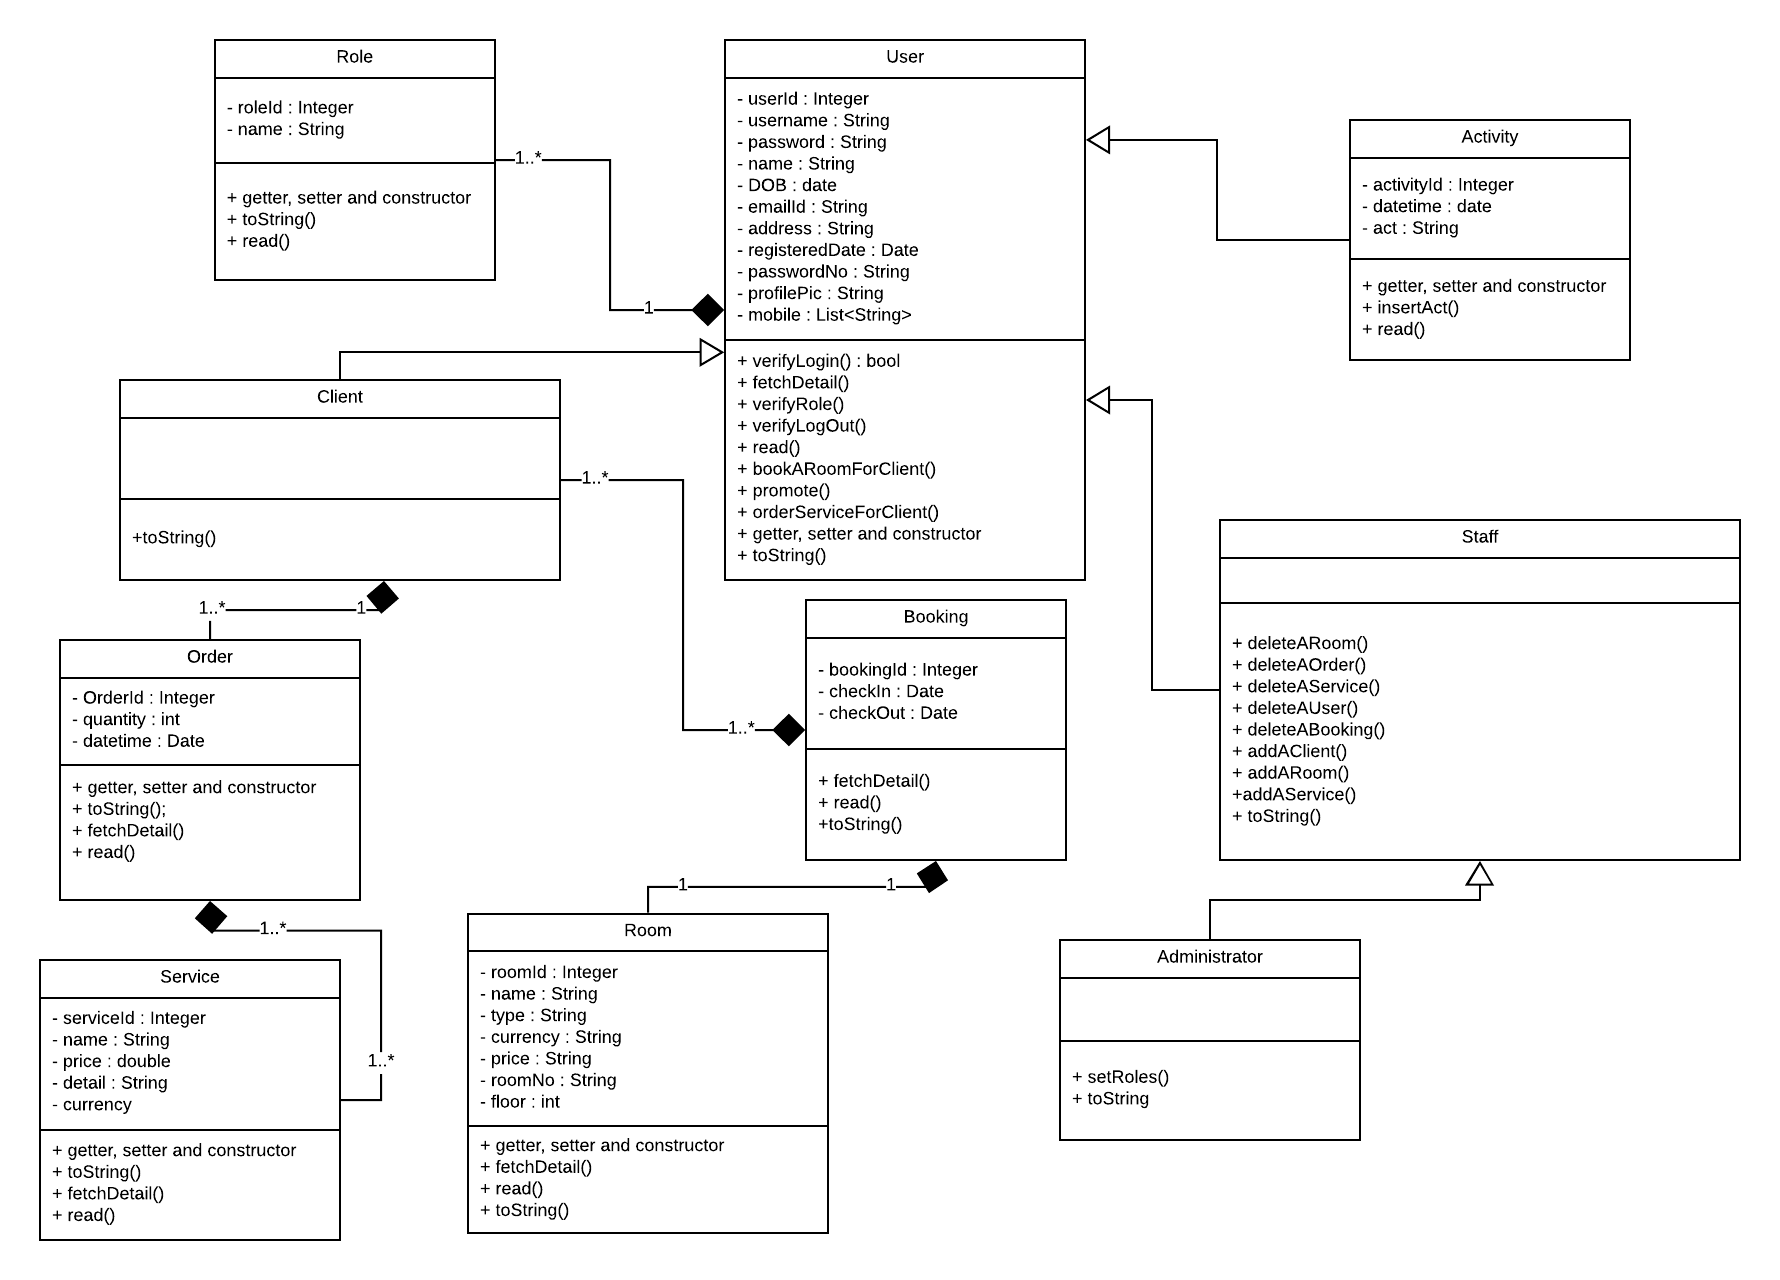 Role
- roleId : Integer
- name : String
+ getter, setter and constructor
+ toString()
+ read()
1..*
1
User
- userId : Integer
- username : String
- password : String
- name : String
- DOB : date
- emailId : String
- address : String
- registeredDate : Date
- passwordNo : String
- profilePic : String
- mobile : List<String>
+ verifyLogin() : bool
+ fetchDetail()
+ verifyRole()
+ verifyLogOut()
+ read()
+ bookARoomForClient()
+ promote()
+ orderServiceForClient()
+ getter, setter and constructor
+ toString()
Activity
- activityId : Integer
- datetime : date
- act : String
+ getter, setter and constructor
+ insertAct()
+ read()
Client
+toString()
1..*
1..*
1..*
1
Order
- OrderId : Integer
- quantity : int
- datetime : Date
+ getter, setter and constructor
+ toString();
+ fetchDetail()
+ read()
1..*
1..*
Booking
- bookingId : Integer
- checkIn : Date
- checkOut : Date
+ fetchDetail()
+ read()
+toString()
1
1
Staff
+ deleteARoom()
+ deleteAOrder()
+ deleteAService()
+ deleteAUser()
+ deleteABooking()
+ addAClient()
+ addARoom()
+addAService()
+ toString()
Service
- serviceId : Integer
- name : String
- price : double
- detail : String
- currency
+ getter, setter and constructor
+ toString()
+ fetchDetail()
+ read()
Room
- roomId : Integer
- name : String
- type : String
- currency : String
- price : String
- roomNo : String
- floor : int
+ getter, setter and constructor
+ fetchDetail()
+ read()
+ toString()
Administrator
+ setRoles()
+ toString